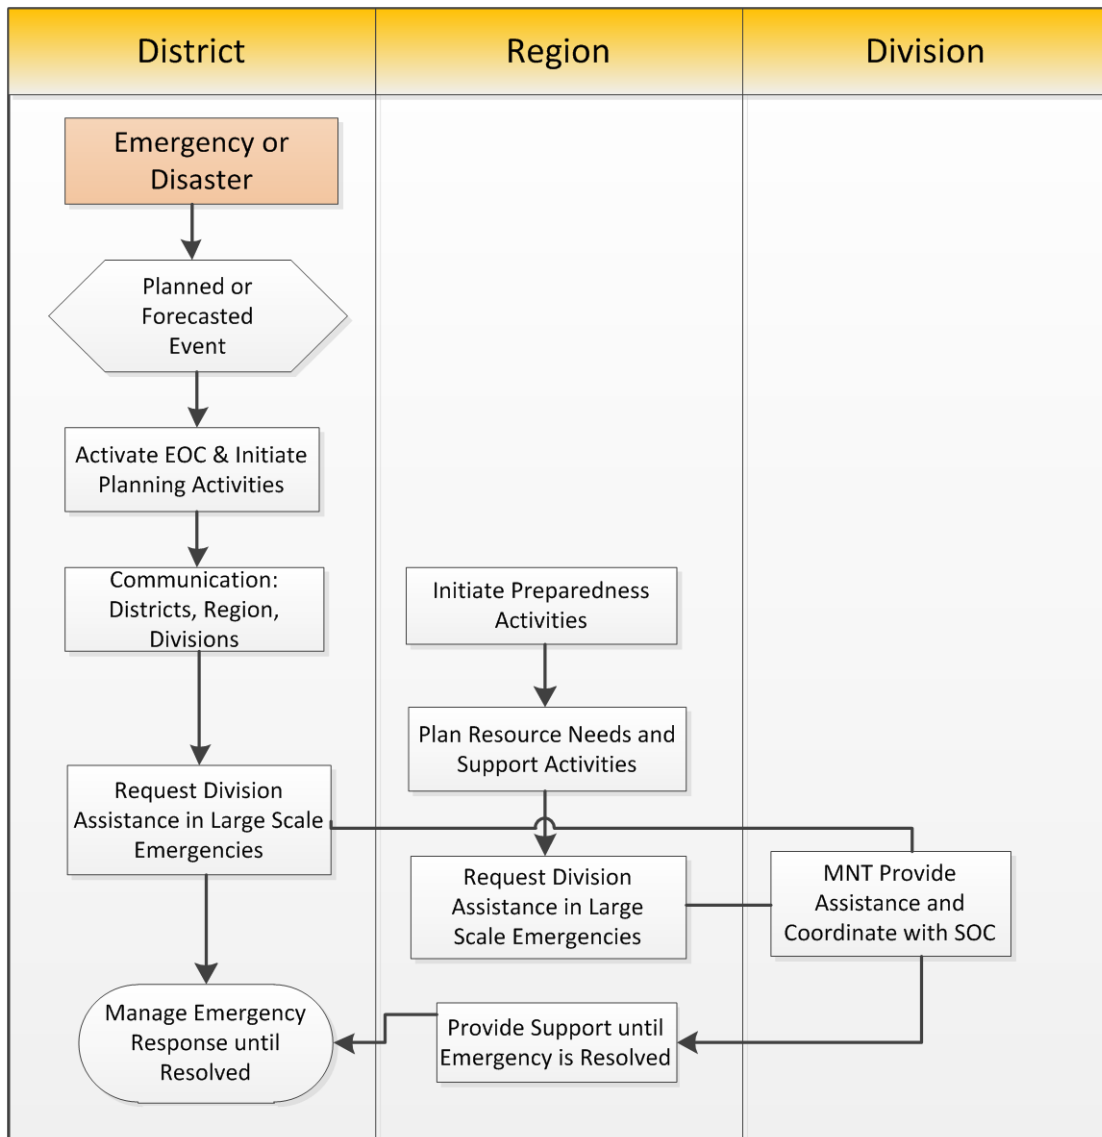 District
Region
Division
Emergency or
Disaster
Planned or
Forecasted
Event
Activate EOC & Initiate
Planning Activities
Communication:
Districts, Region,
Divisions
Initiate Preparedness
Activities
Plan Resource Needs and
Support Activities
Request Division
Assistance in Large Scale
Emergencies
Request Division
Assistance in Large
Scale Emergencies
MNT Provide
Assistance and
Coordinate with SOC
Manage Emergency
Response until
Resolved
Provide Support until
Emergency is Resolved